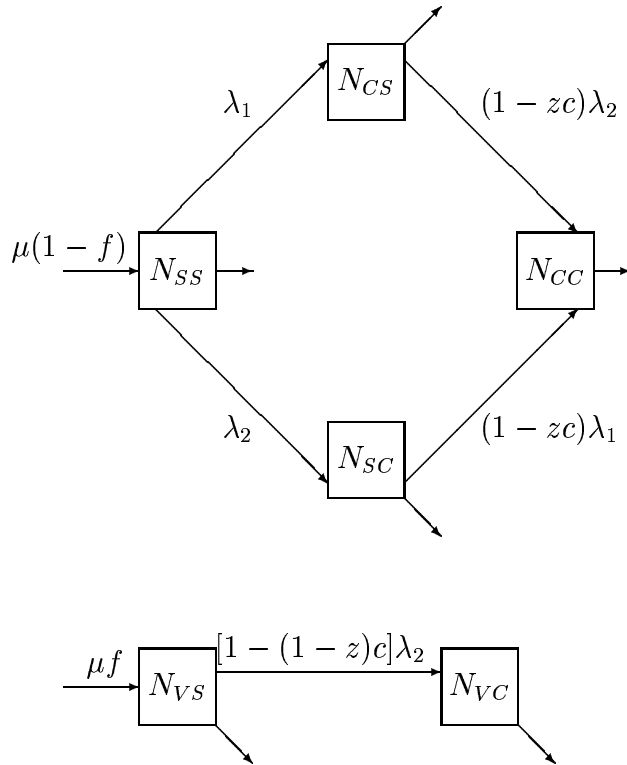 N_{CS}
λ_1
(1 − zc)λ_2
μ(1 − f)
N_{SS}
N_{CC}
λ_2
(1 − zc)λ_1
N_{SC}
[1 − (1 − z)c]λ_2
μf
N_{VS}
N_{VC}